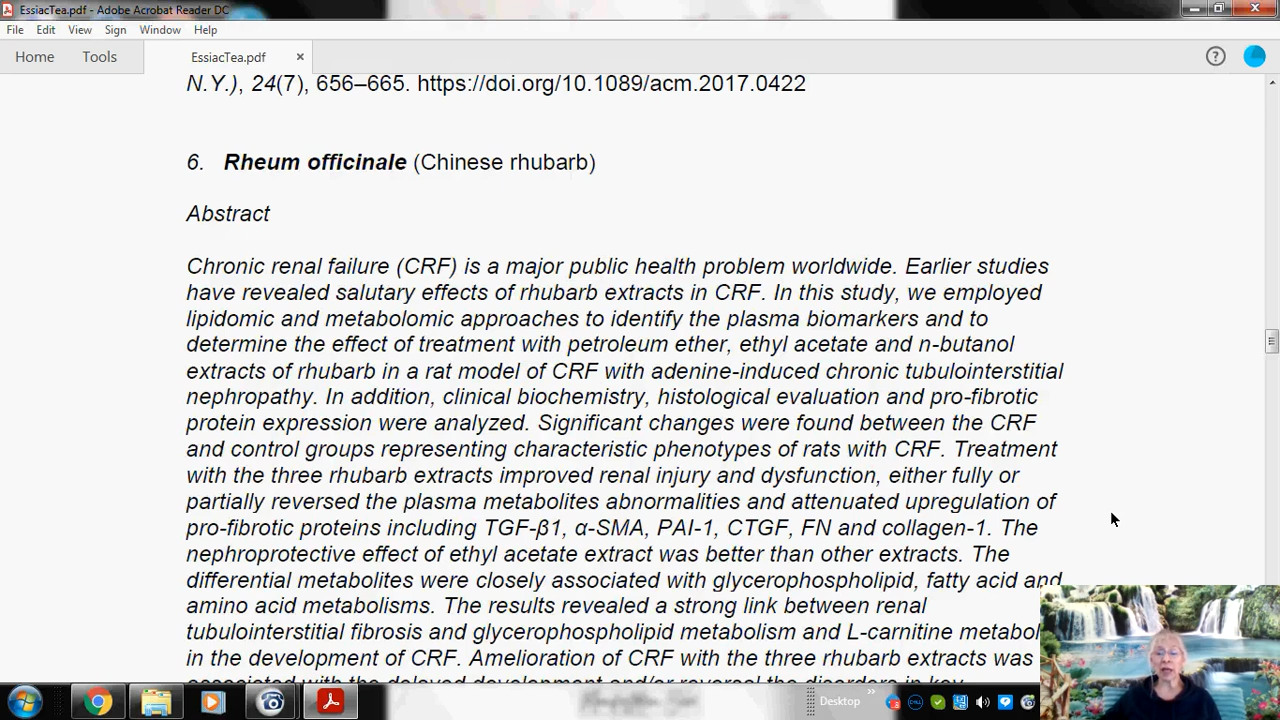 EssiacTea.pdf - Adobe Acrobat Reader DC
File Edit View Sign Window Help
Home Tools EssiacTea.pdf ×
N.Y.), 24(7), 656–665. https://doi.org/10.1089/acm.2017.0422
6. Rheum officinale (Chinese rhubarb)
Abstract
Chronic renal failure (CRF) is a major public health problem worldwide. Earlier studies
have revealed salutary effects of rhubarb extracts in CRF. In this study, we employed
lipidomic and metabolomic approaches to identify the plasma biomarkers and to
determine the effect of treatment with petroleum ether, ethyl acetate and n-butanol
extracts of rhubarb in a rat model of CRF with adenine-induced chronic tubulointerstitial
nephropathy. In addition, clinical biochemistry, histological evaluation and pro-fibrotic
protein expression were analyzed. Significant changes were found between the CRF
and control groups representing characteristic phenotypes of rats with CRF. Treatment
with the three rhubarb extracts improved renal injury and dysfunction, either fully or
partially reversed the plasma metabolites abnormalities and attenuated upregulation of
pro-fibrotic proteins including TGF-β1, α-SMA, PAI-1, CTGF, FN and collagen-1. The
nephroprotective effect of ethyl acetate extract was better than other extracts. The
differential metabolites were closely associated with glycerophospholipid, fatty acid and
amino acid metabolisms. The results revealed a strong link between renal
tubulointerstitial fibrosis and glycerophospholipid metabolism and L-carnitine metabol
in the development of CRF. Amelioration of CRF with the three rhubarb extracts was
Desktop